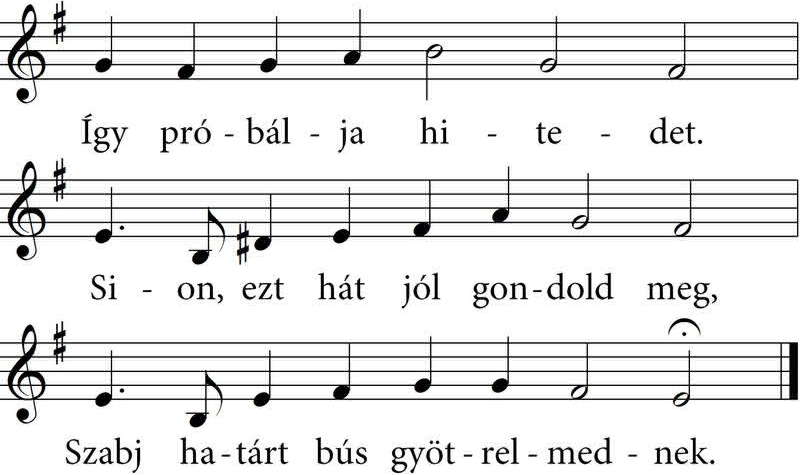 Így pró - bál - ja hi - te - det.
Si - on, ezt hát jól gon - dold meg,
Szabj ha - tárt bús gyöt - rel - med - nek.